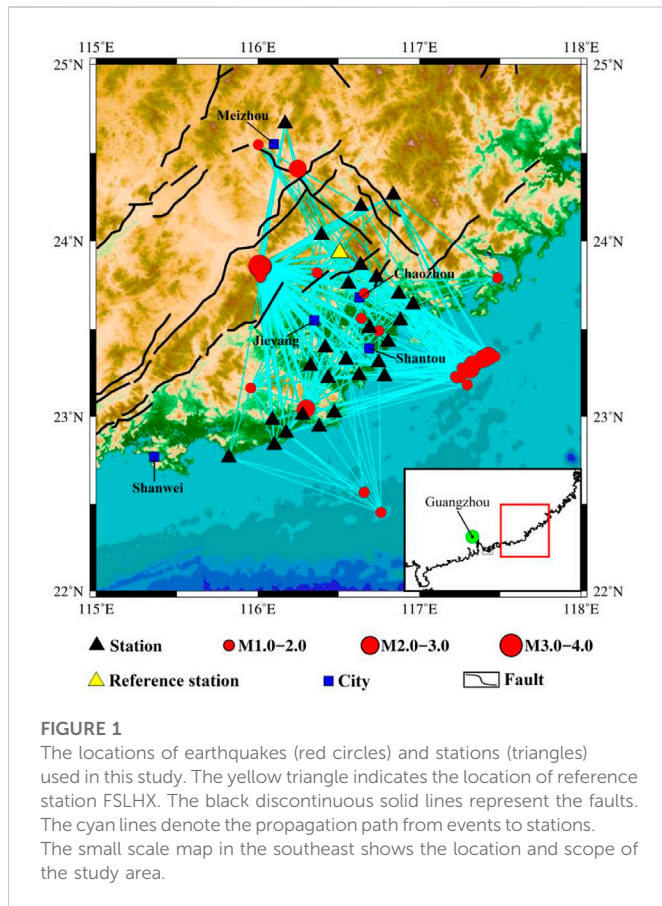 115°E 116°E 117°E 118°E
25°N 25°N
Meizhou
24°N 24°N
Chaozhou
Jieyang
Shantou
23°N 23°N
Shanwei
Guangzhou
22°N 22°N
115°E 116°E 117°E 118°E
Station M1.0−2.0 M2.0−3.0 M3.0−4.0
Reference station City Fault
FIGURE 1
The locations of earthquakes (red circles) and stations (triangles)
used in this study. The yellow triangle indicates the location of reference
station FSLHX. The black discontinuous solid lines represent the faults.
The cyan lines denote the propagation path from events to stations.
The small scale map in the southeast shows the location and scope of
the study area.